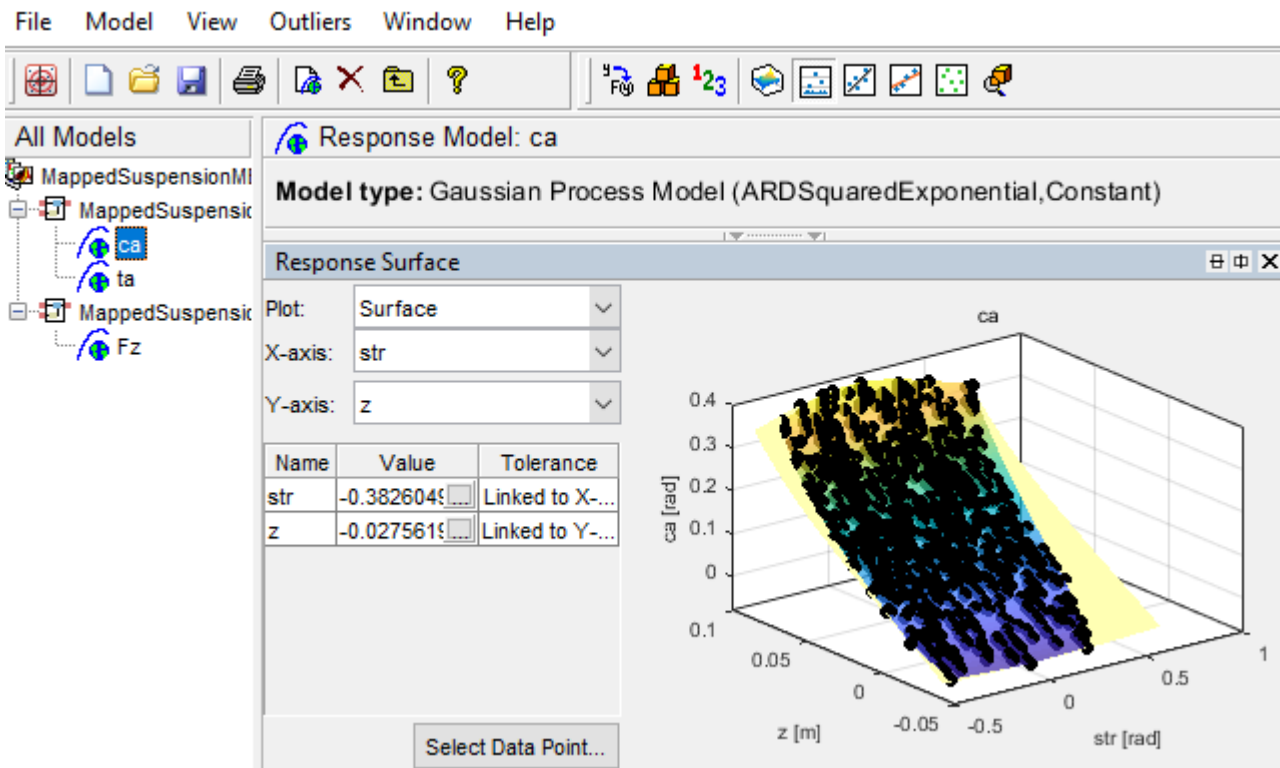 File Model View Outliers Window Help
All Models
MappedSuspensionMI
MappedSuspensic
ca
ta
MappedSuspensic
Fz
Response Model: ca
Model type: Gaussian Process Model (ARDSquaredExponential,Constant)
Response Surface
Plot: Surface
X-axis: str
Y-axis: z
Name Value Tolerance
str -0.3826049 ... Linked to X-...
z -0.0275619 ... Linked to Y-...
Select Data Point...
ca
0.4
0.3
0.2
0.1
0
ca [rad]
0.1
0.05
0
-0.05
z [m]
-0.5
0
0.5
1
str [rad]